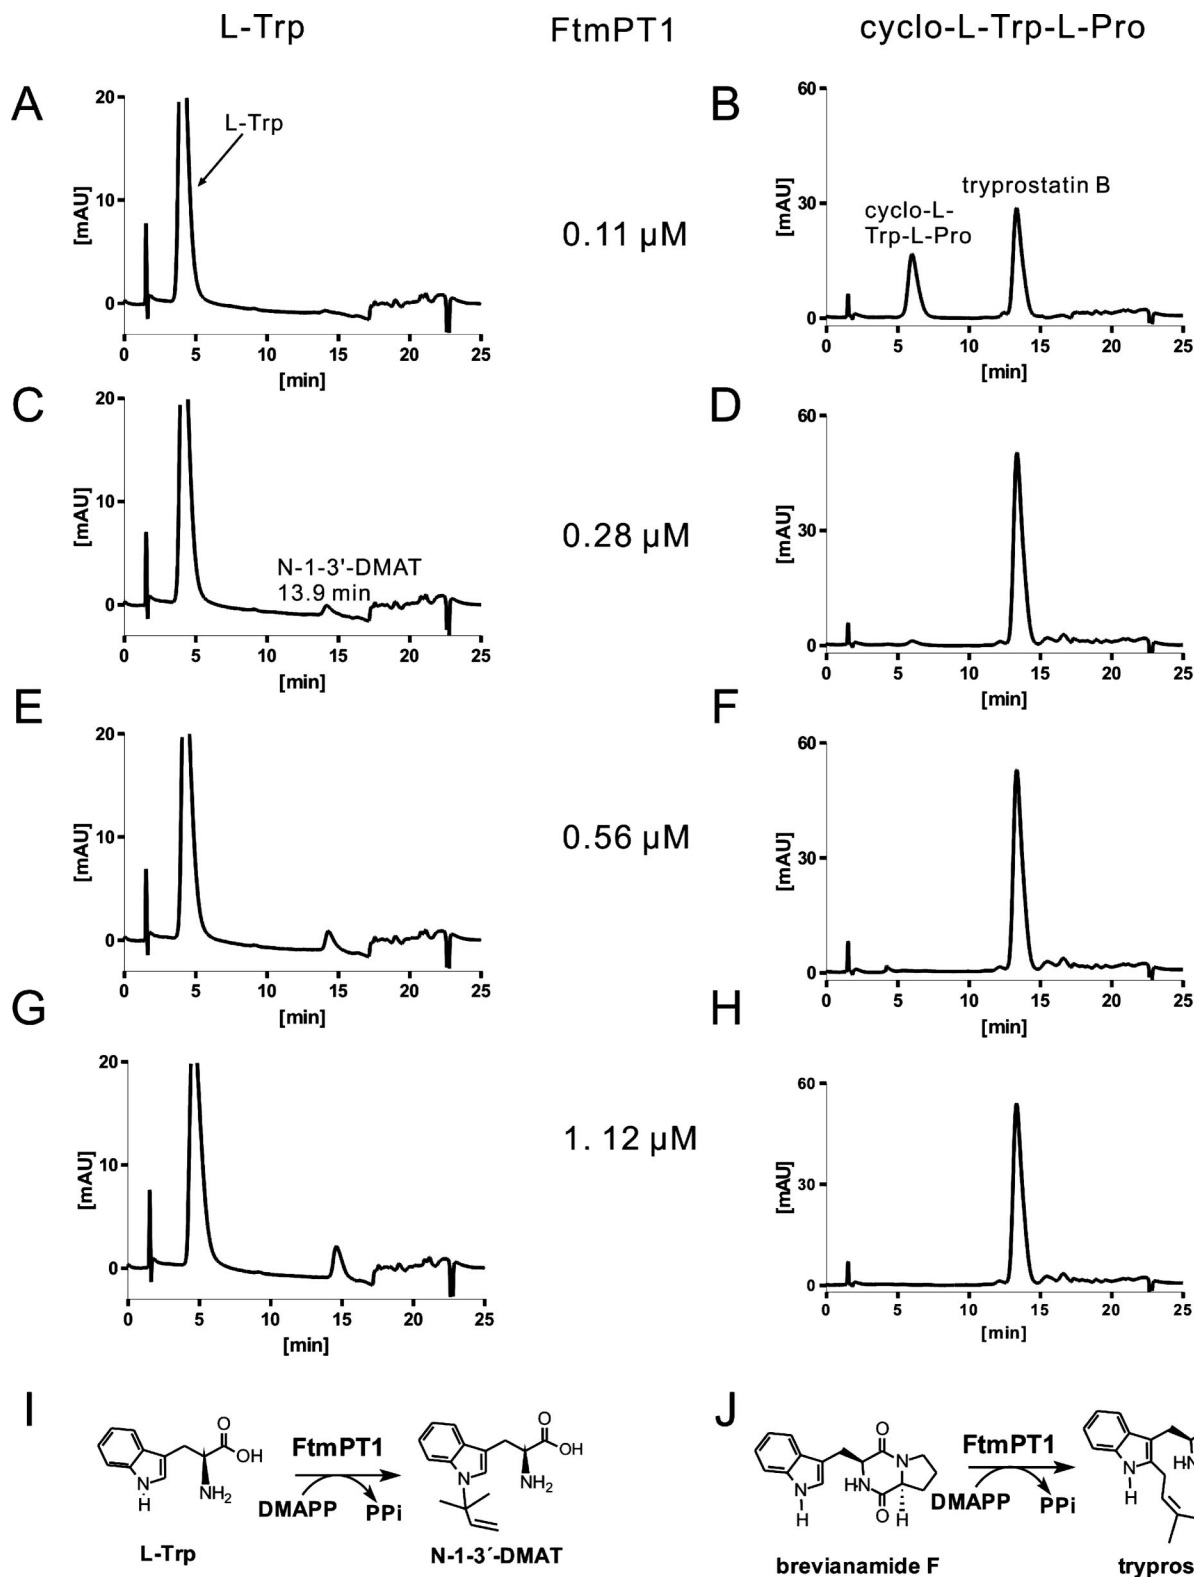 L-Trp FtmPT1 cyclo-L-Trp-L-Pro
A
20
10
0
[mAU]
L-Trp
0 5 10 15 20 25
[min]
0.11 µM
B
60
30
0
[mAU]
cyclo-L-
Trp-L-Pro
tryprostatin B
0 5 10 15 20 25
[min]
C
20
10
0
[mAU]
N-1-3'-DMAT
13.9 min
0 5 10 15 20 25
[min]
0.28 µM
D
60
30
0
[mAU]
0 5 10 15 20 25
[min]
E
20
10
0
[mAU]
0 5 10 15 20 25
[min]
0.56 µM
F
60
30
0
[mAU]
0 5 10 15 20 25
[min]
G
20
10
0
[mAU]
0 5 10 15 20 25
[min]
1. 12 µM
H
60
30
0
[mAU]
0 5 10 15 20 25
[min]
I
O
OH
NH₂
N
H
L-Trp
FtmPT1
DMAPP PPi
O
OH
NH₂
N
N-1-3´-DMAT
J
O
N
HN
O
H
N
H
brevianamide F
FtmPT1
DMAPP PPi
N
H
trypros